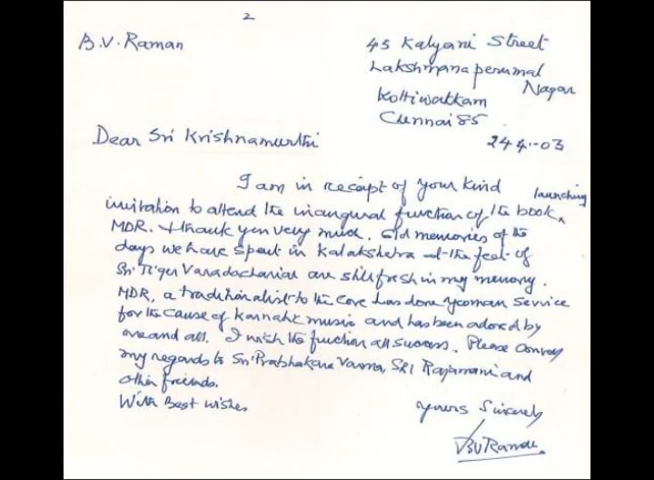 2
B.V. Raman
45 Kalyani Street
Lakshmana perumal
Nagar
Kottiwakkam
Chennai 85
24-4-03
Dear Sri Krishnamurthi
I am in receipt of your kind launching
invitation to attend the inaugural function of the book,
MDR. I thank you very much. Old memories of the
days we have spent in Kalakshetra at the feet of
Sri Tiger Varadachariar are still fresh in my memory.
MDR, a traditionalist to the core has done yeoman service
for the cause of Karnatic music and has been adored by
one and all. I wish the function all success. Please convey
my regards to Sri Prabhakara Varma, SRI Rajamani and
other friends.
With Best wishes
Yours Sincerely
BVRaman